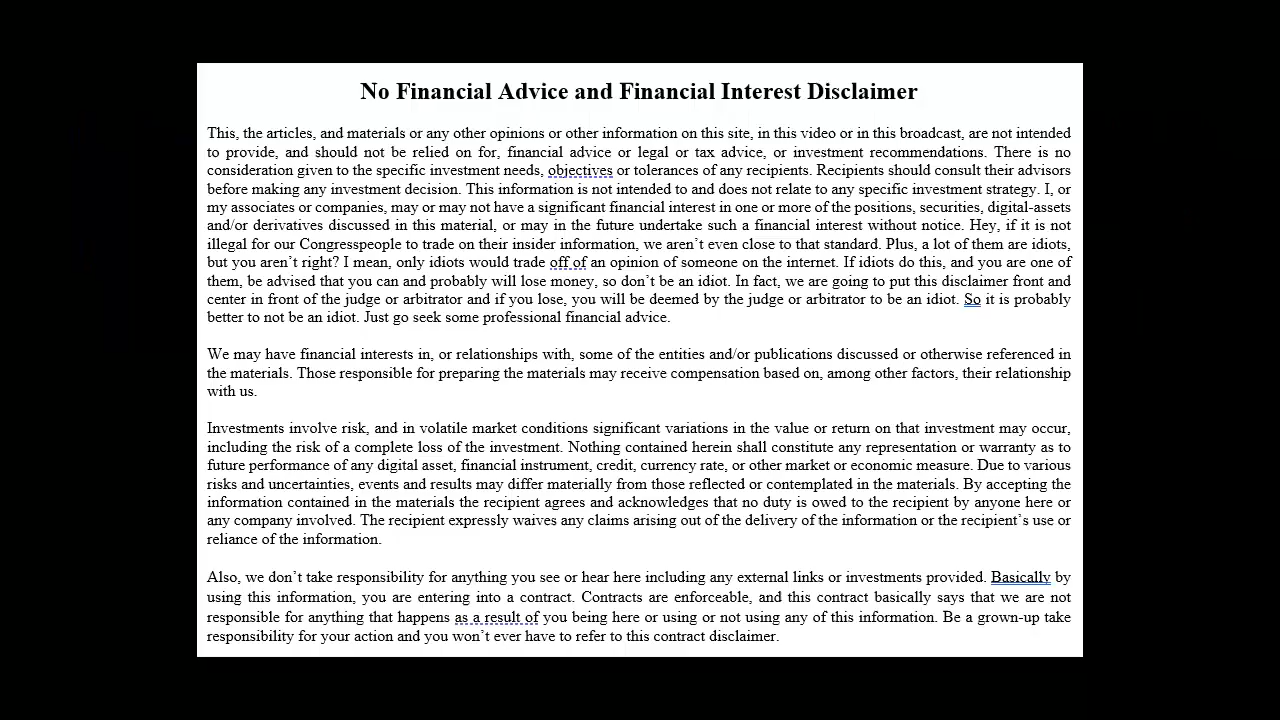 No Financial Advice and Financial Interest Disclaimer
This, the articles, and materials or any other opinions or other information on this site, in this video or in this broadcast, are not intended
to provide, and should not be relied on for, financial advice or legal or tax advice, or investment recommendations. There is no
consideration given to the specific investment needs, objectives or tolerances of any recipients. Recipients should consult their advisors
before making any investment decision. This information is not intended to and does not relate to any specific investment strategy. I, or
my associates or companies, may or may not have a significant financial interest in one or more of the positions, securities, digital-assets
and/or derivatives discussed in this material, or may in the future undertake such a financial interest without notice. Hey, if it is not
illegal for our Congresspeople to trade on their insider information, we aren’t even close to that standard. Plus, a lot of them are idiots,
but you aren’t right? I mean, only idiots would trade off of an opinion of someone on the internet. If idiots do this, and you are one of
them, be advised that you can and probably will lose money, so don’t be an idiot. In fact, we are going to put this disclaimer front and
center in front of the judge or arbitrator and if you lose, you will be deemed by the judge or arbitrator to be an idiot. So it is probably
better to not be an idiot. Just go seek some professional financial advice.
We may have financial interests in, or relationships with, some of the entities and/or publications discussed or otherwise referenced in
the materials. Those responsible for preparing the materials may receive compensation based on, among other factors, their relationship
with us.
Investments involve risk, and in volatile market conditions significant variations in the value or return on that investment may occur,
including the risk of a complete loss of the investment. Nothing contained herein shall constitute any representation or warranty as to
future performance of any digital asset, financial instrument, credit, currency rate, or other market or economic measure. Due to various
risks and uncertainties, events and results may differ materially from those reflected or contemplated in the materials. By accepting the
information contained in the materials the recipient agrees and acknowledges that no duty is owed to the recipient by anyone here or
any company involved. The recipient expressly waives any claims arising out of the delivery of the information or the recipient’s use or
reliance of the information.
Also, we don’t take responsibility for anything you see or hear here including any external links or investments provided. Basically by
using this information, you are entering into a contract. Contracts are enforceable, and this contract basically says that we are not
responsible for anything that happens as a result of you being here or using or not using any of this information. Be a grown-up take
responsibility for your action and you won’t ever have to refer to this contract disclaimer.